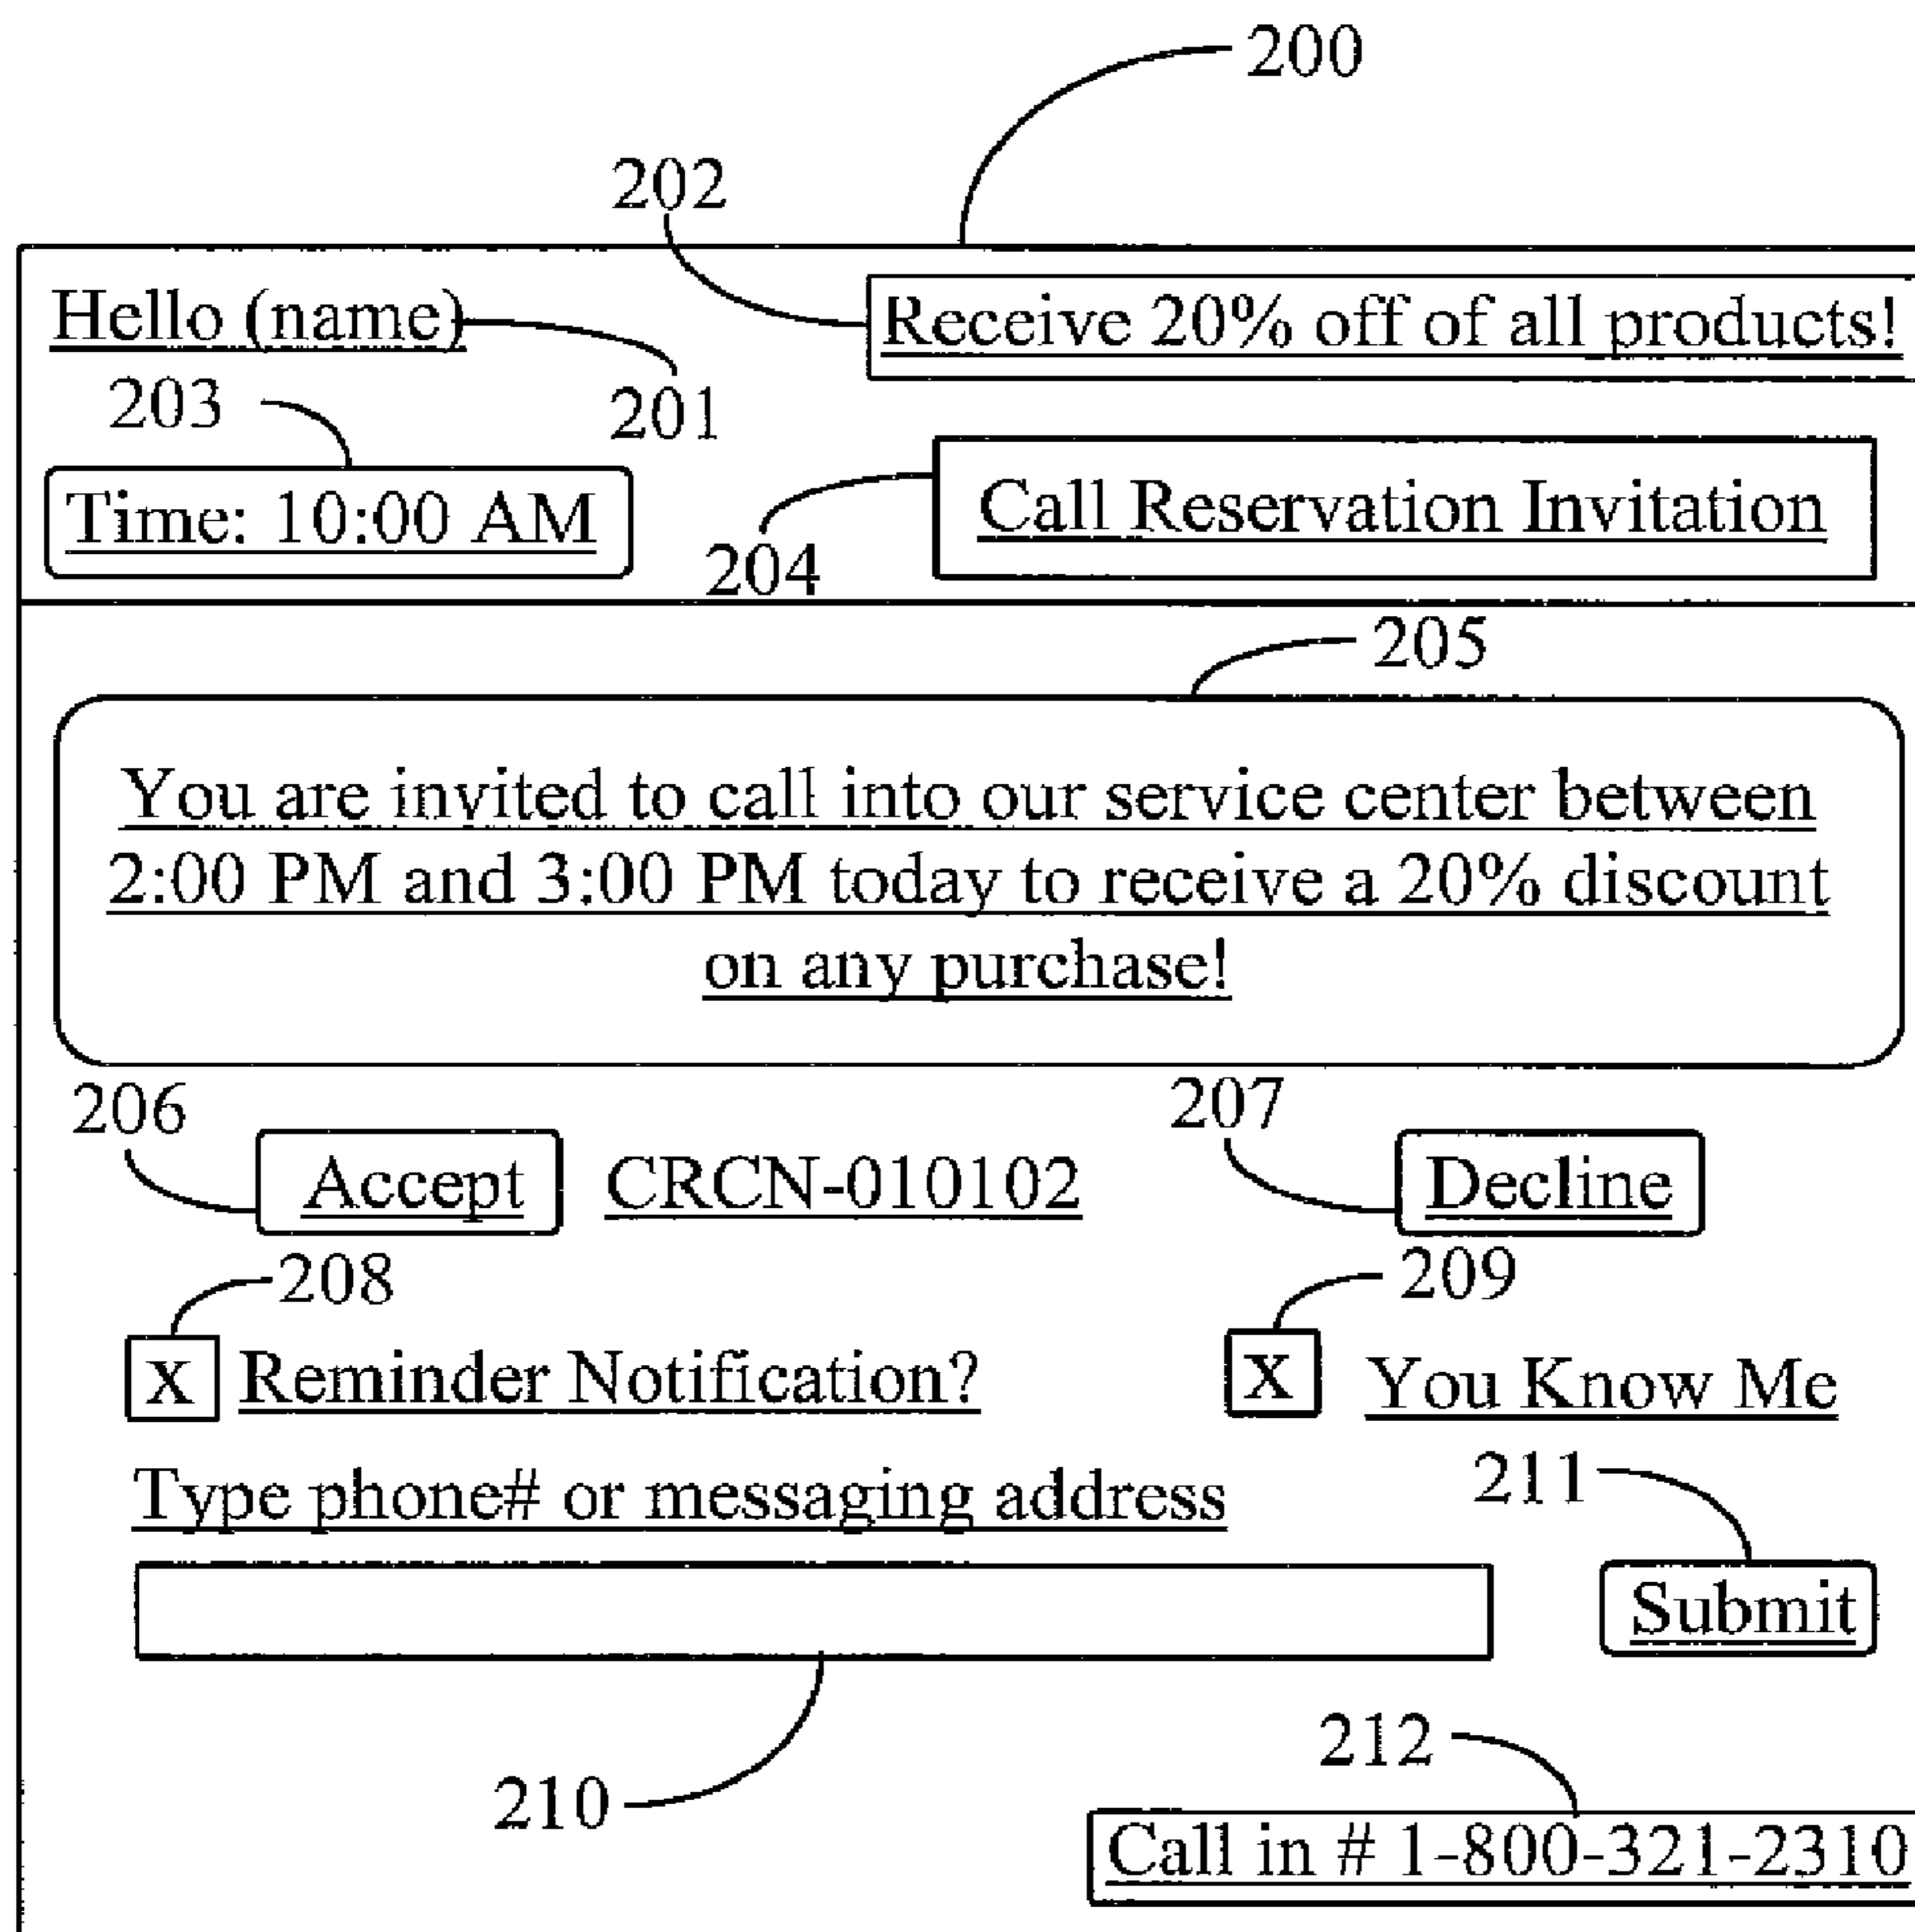 200
202
Hello (name)
Receive 20% off of all products!
203
201
Time: 10:00 AM
Call Reservation Invitation
204
205
You are invited to call into our service center between
2:00 PM and 3:00 PM today to receive a 20% discount
on any purchase!
206
207
Accept CRCN-010102
Decline
208
209
X Reminder Notification?
X You Know Me
Type phone# or messaging address
211
Submit
212
210
Call in # 1-800-321-2310